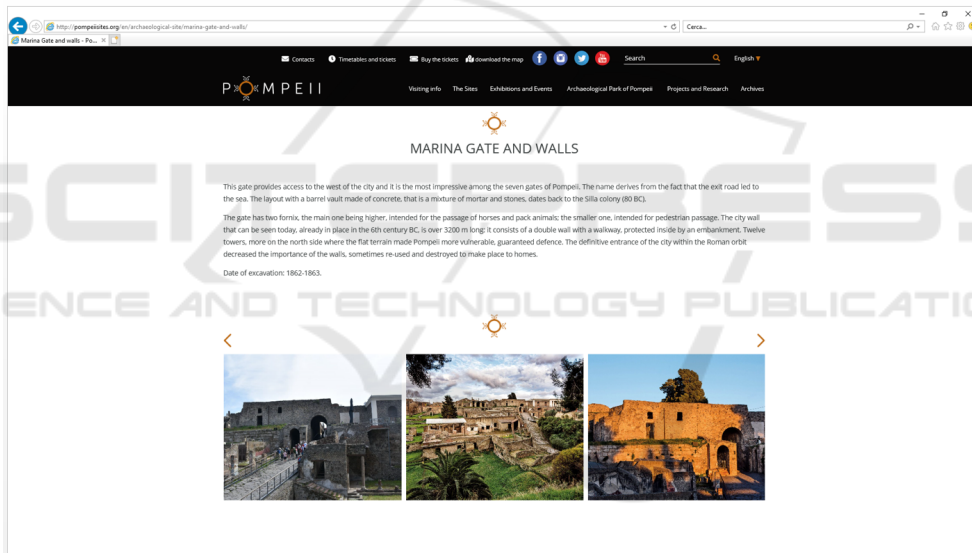 http://pompeiisites.org/en/archaeological-site/marina-gate-and-walls/
Cerca...
Marina Gate and walls - Po...
Contacts
Timetables and tickets
Buy the tickets
download the map
Search
English
POMPEII
Visiting info
The Sites
Exhibitions and Events
Archaeological Park of Pompeii
Projects and Research
Archives
MARINA GATE AND WALLS
This gate provides access to the west of the city and it is the most impressive among the seven gates of Pompeii. The name derives from the fact that the exit road led to
the sea. The layout with a barrel vault made of concrete, that is a mixture of mortar and stones, dates back to the Silla colony (80 BC).
The gate has two fornix, the main one being higher, intended for the passage of horses and pack animals; the smaller one, intended for pedestrian passage. The city wall
that can be seen today, already in place in the 6th century BC, is over 3200 m long: it consists of a double wall with a walkway, protected inside by an embankment. Twelve
towers, more on the north side where the flat terrain made Pompeii more vulnerable, guaranteed defence. The definitive entrance of the city within the Roman orbit
decreased the importance of the walls, sometimes re-used and destroyed to make place to homes.
Date of excavation: 1862-1863.
SCITEPRESS
ENCE AND TECHNOLOGY PUBLICATIO